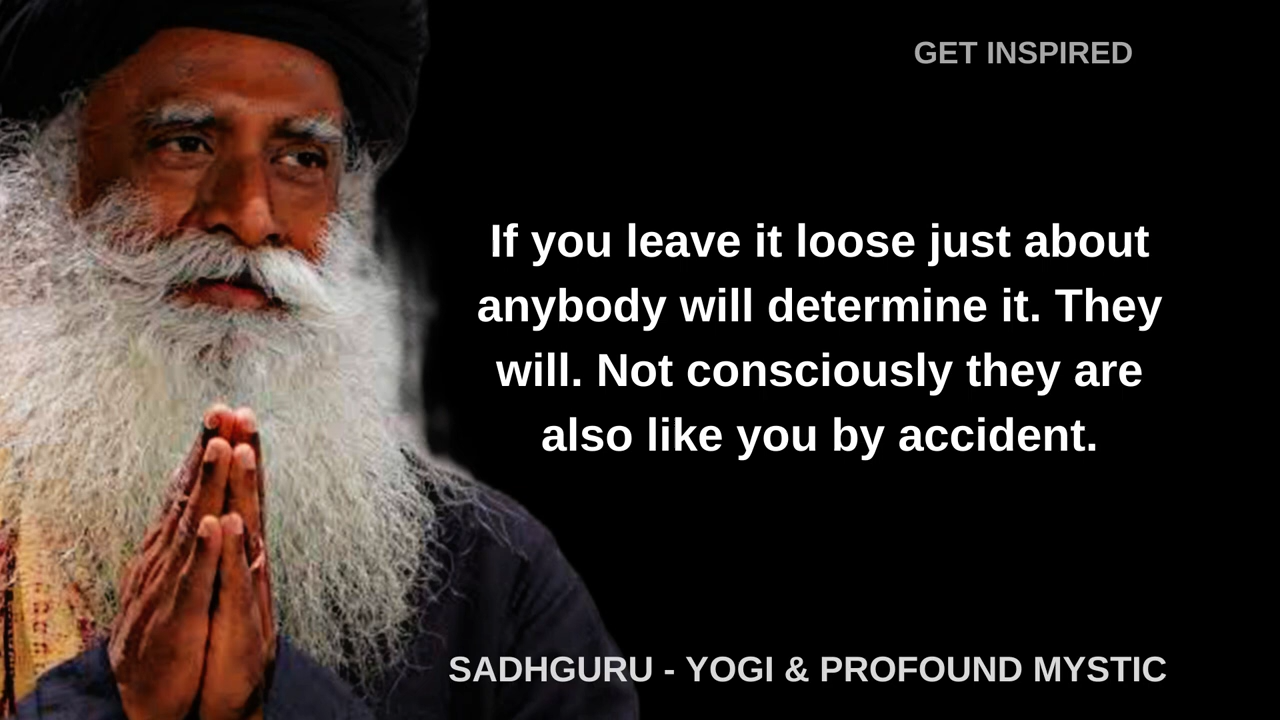 GET INSPIRED
If you leave it loose just about
anybody will determine it. They
will. Not consciously they are
also like you by accident.
SADHGURU - YOGI & PROFOUND MYSTIC